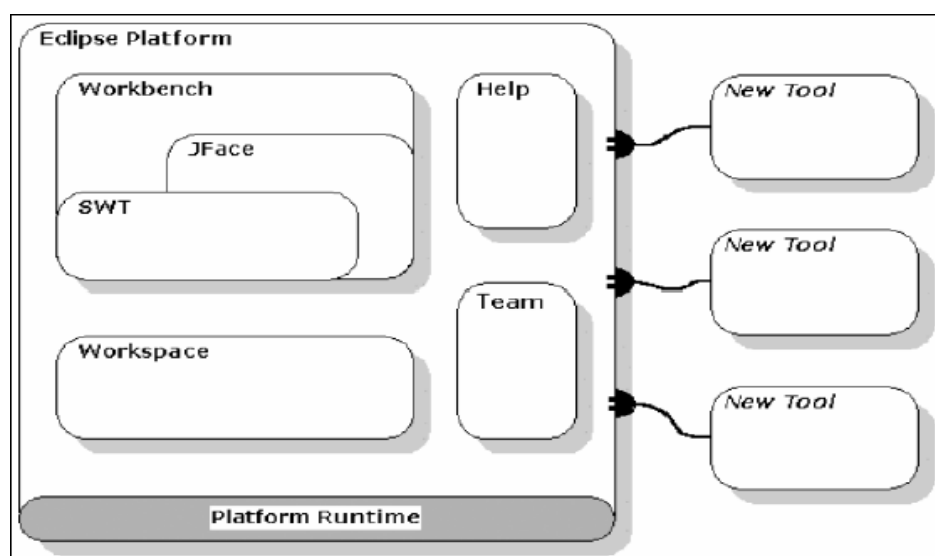 Eclipse Platform
Workbench
Help
New Tool
JFace
SWT
New Tool
Team
Workspace
New Tool
Platform Runtime